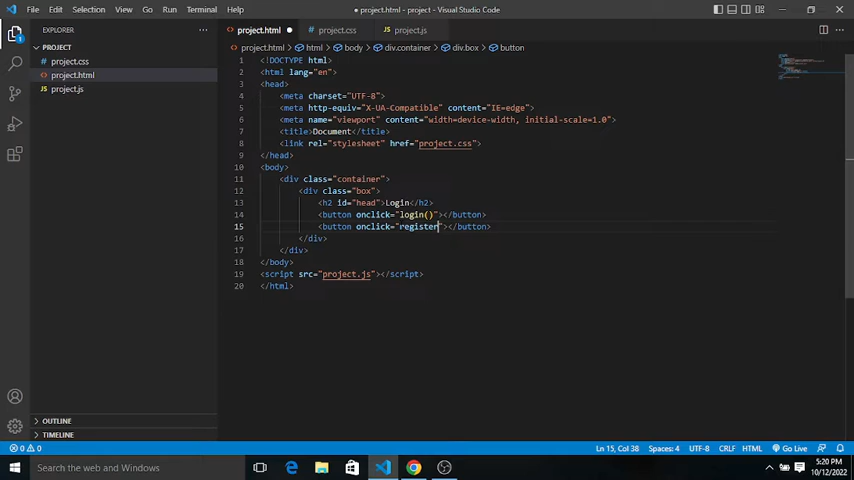 File Edit Selection View Go Run Terminal Help
● project.html - project - Visual Studio Code
EXPLORER
PROJECT
project.css
project.html
project.js
OUTLINE
TIMELINE
project.html ● project.css project.js
project.html > html > body > div.container > div.box > button
1 <!DOCTYPE html>
2 <html lang="en">
3 <head>
4 <meta charset="UTF-8">
5 <meta http-equiv="X-UA-Compatible" content="IE=edge">
6 <meta name="viewport" content="width=device-width, initial-scale=1.0">
7 <title>Document</title>
8 <link rel="stylesheet" href="project.css">
9 </head>
10 <body>
11 <div class="container">
12 <div class="box">
13 <h2 id="head">Login</h2>
14 <button onclick="login()"></button>
15 <button onclick="register"></button>
16 </div>
17 </div>
18 </body>
19 <script src="project.js"></script>
20 </html>
0 0 Ln 15, Col 38 Spaces: 4 UTF-8 CRLF HTML Go Live
Search the web and Windows
5:20 PM
10/12/2022